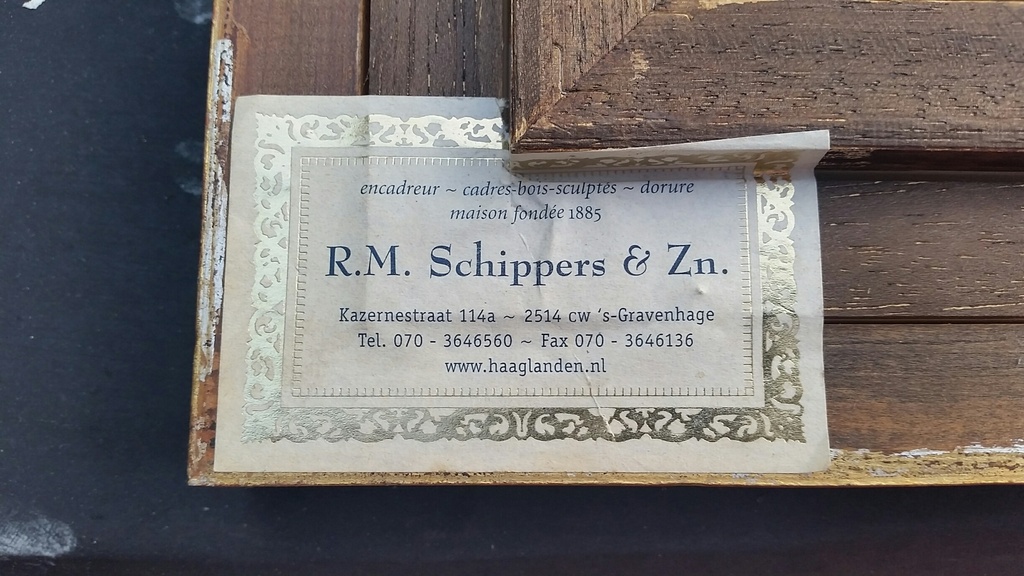 encadreur ~ cadres-bois-sculptés ~ dorure
maison fondée 1885
R.M. Schippers & Zn.
Kazernestraat 114a ~ 2514 CW 's-Gravenhage
Tel. 070 - 3646560 ~ Fax 070 - 3646136
www.haaglanden.nl